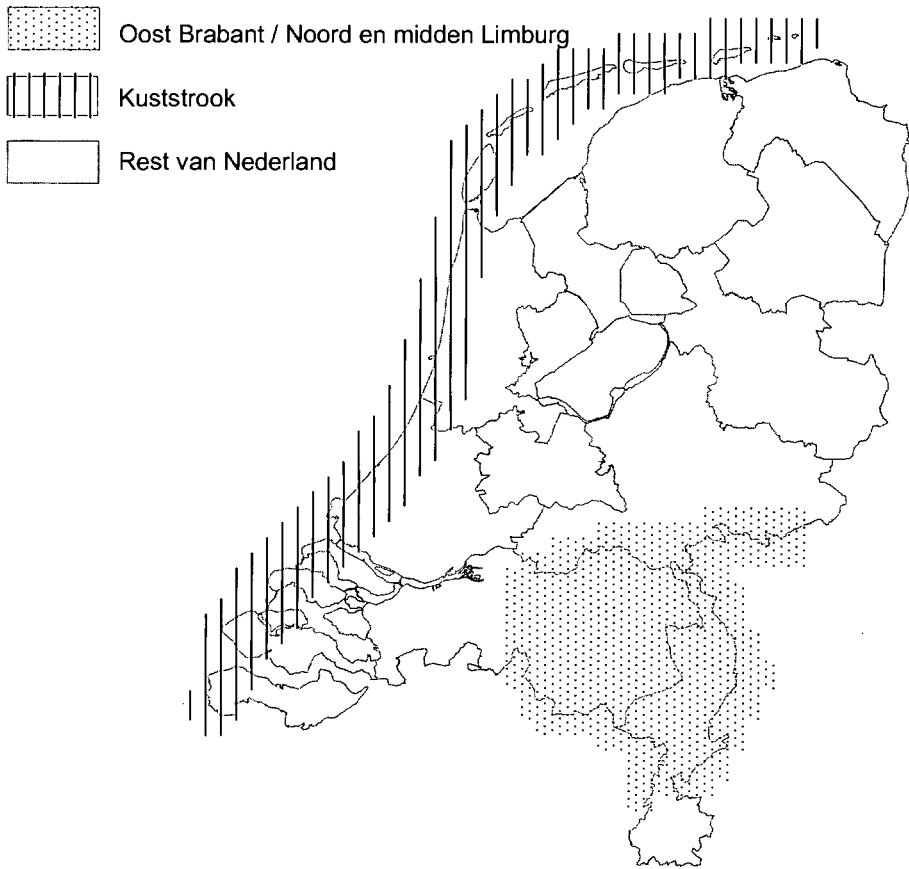 Oost Brabant / Noord en midden Limburg
Kuststrook
Rest van Nederland